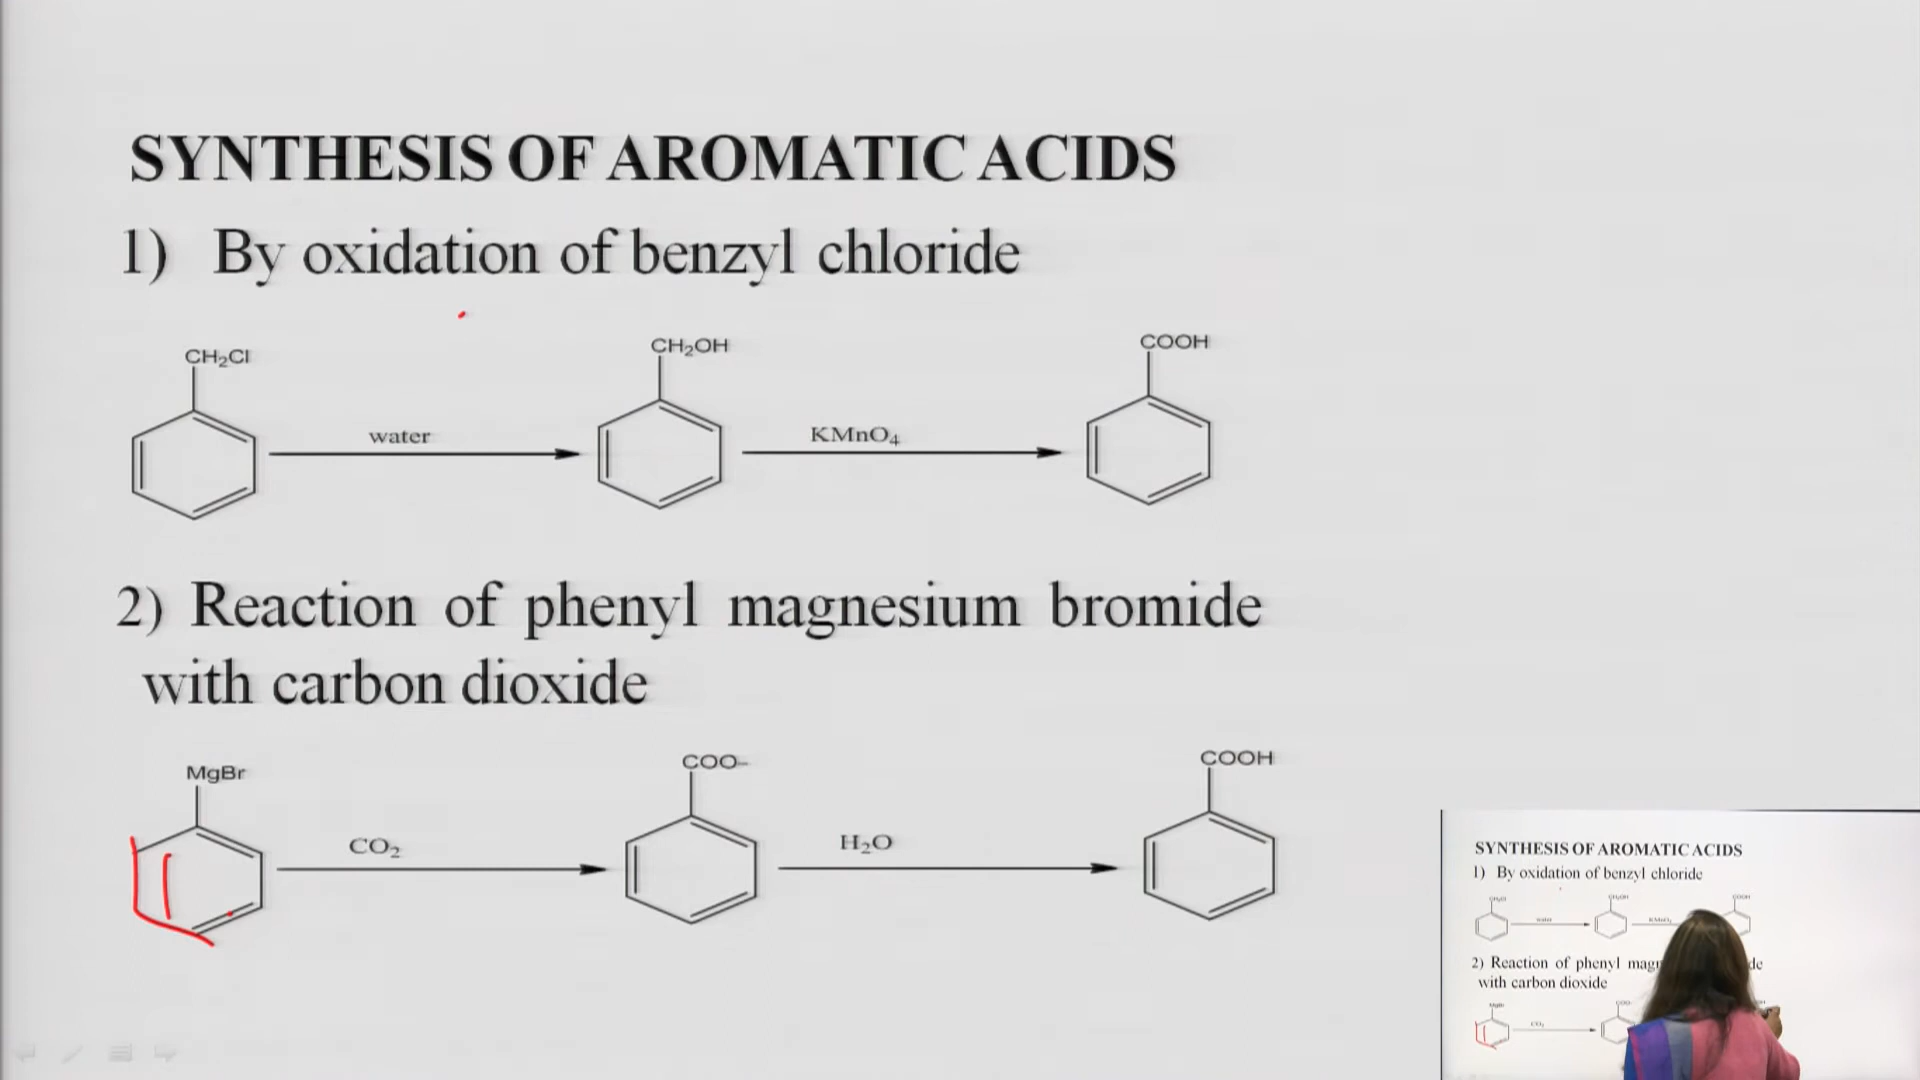 SYNTHESIS OF AROMATIC ACIDS
1) By oxidation of benzyl chloride
CH₂Cl
CH₂OH
COOH
water
KMnO₄
2) Reaction of phenyl magnesium bromide
with carbon dioxide
MgBr
COO–
COOH
CO₂
H₂O
SYNTHESIS OF AROMATIC ACIDS
1) By oxidation of benzyl chloride
2) Reaction of phenyl
with carbon dioxide